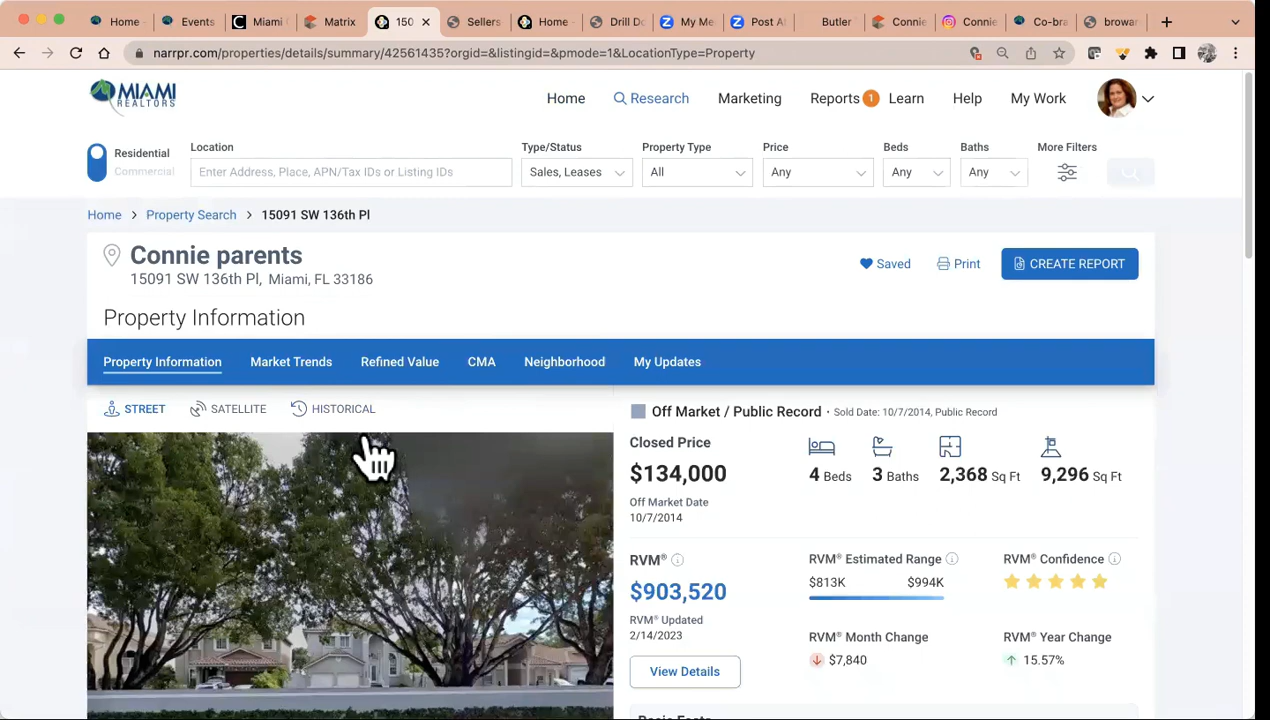 Home
Events
Miami
Matrix
150
Sellers
Home
Drill Do
My Me
Post A
Butler
Connie
Connie
Co-bra
browar
narrpr.com/properties/details/summary/42561435?orgid=&listingid=&pmode=1&LocationType=Property
MIAMI
REALTORS
Home
Research
Marketing
Reports 1
Learn
Help
My Work
Residential
Commercial
Location
Enter Address, Place, APN/Tax IDs or Listing IDs
Type/Status
Sales, Leases
Property Type
All
Price
Any
Beds
Any
Baths
Any
More Filters
Home > Property Search > 15091 SW 136th Pl
Connie parents
15091 SW 136th Pl, Miami, FL 33186
Saved
Print
CREATE REPORT
Property Information
Property Information
Market Trends
Refined Value
CMA
Neighborhood
My Updates
STREET
SATELLITE
HISTORICAL
Off Market / Public Record · Sold Date: 10/7/2014, Public Record
Closed Price
$134,000
Off Market Date
10/7/2014
4 Beds
3 Baths
2,368 Sq Ft
9,296 Sq Ft
RVM®
$903,520
RVM® Updated
2/14/2023
View Details
RVM® Estimated Range
$813K
$994K
RVM® Confidence
RVM® Month Change
$7,840
RVM® Year Change
15.57%
Basic Facts